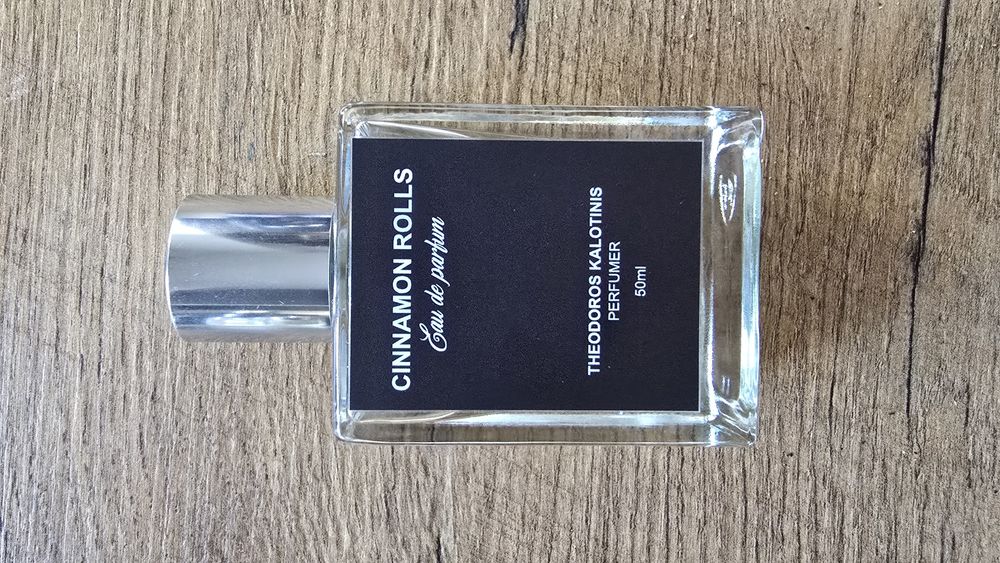 CINNAMON ROLLS
Eau de parfum
THEODOROS KALOTINIS
PERFUMER
50ml